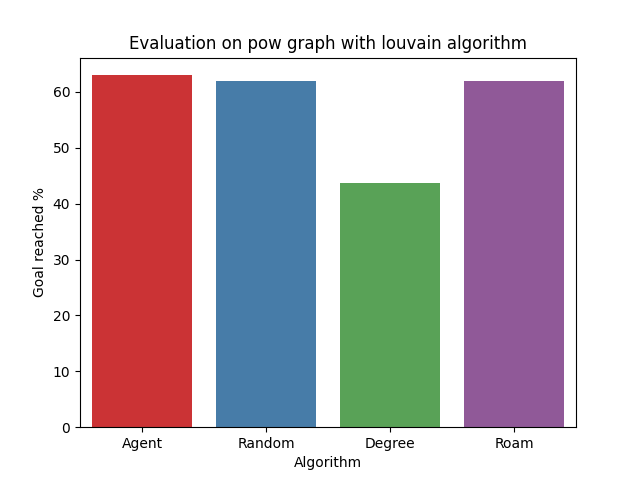 Evaluation on pow graph with louvain algorithm
Goal reached %
60
50
40
30
20
10
0
Agent Random Degree Roam
Algorithm